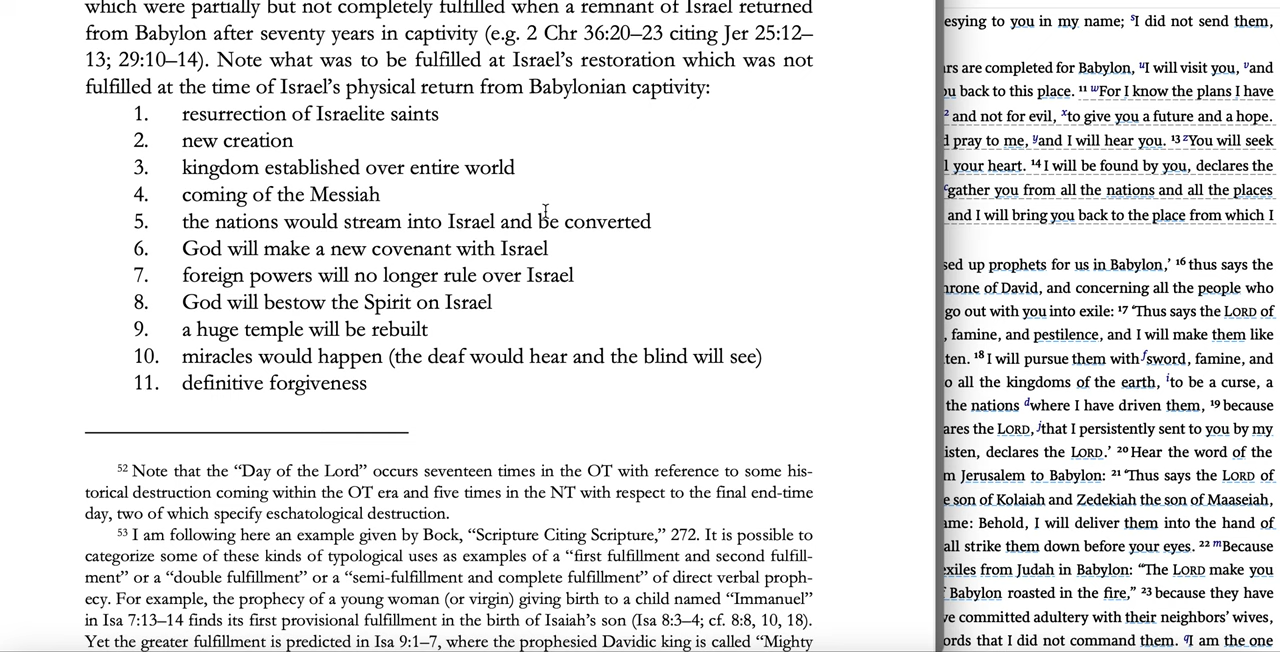 which were partially but not completely fulfilled when a remnant of Israel returned
from Babylon after seventy years in captivity (e.g. 2 Chr 36:20–23 citing Jer 25:12–
13; 29:10–14). Note what was to be fulfilled at Israel's restoration which was not
fulfilled at the time of Israel's physical return from Babylonian captivity:
1. resurrection of Israelite saints
2. new creation
3. kingdom established over entire world
4. coming of the Messiah
5. the nations would stream into Israel and be converted
6. God will make a new covenant with Israel
7. foreign powers will no longer rule over Israel
8. God will bestow the Spirit on Israel
9. a huge temple will be rebuilt
10. miracles would happen (the deaf would hear and the blind will see)
11. definitive forgiveness
52 Note that the “Day of the Lord” occurs seventeen times in the OT with reference to some his-
torical destruction coming within the OT era and five times in the NT with respect to the final end-time
day, two of which specify eschatological destruction.
53 I am following here an example given by Bock, “Scripture Citing Scripture,” 272. It is possible to
categorize some of these kinds of typological uses as examples of a “first fulfillment and second fulfill-
ment” or a “double fulfillment” or a “semi-fulfillment and complete fulfillment” of direct verbal proph-
ecy. For example, the prophecy of a young woman (or virgin) giving birth to a child named “Immanuel”
in Isa 7:13–14 finds its first provisional fulfillment in the birth of Isaiah's son (Isa 8:3–4; cf. 8:8, 10, 18).
Yet the greater fulfillment is predicted in Isa 9:1–7, where the prophesied Davidic king is called “Mighty
esying to you in my name; s I did not send them,
are completed for Babylon, u I will visit you, v and
back to this place. 11 w For I know the plans I have
2 and not for evil, x to give you a future and a hope.
pray to me, y and I will hear you. 13 z You will seek
your heart. 14 I will be found by you, declares the
c gather you from all the nations and all the places
and I will bring you back to the place from which I
sed up prophets for us in Babylon,’ 16 thus says the
hrone of David, and concerning all the people who
go out with you into exile: 17 ‘Thus says the LORD of
, famine, and pestilence, and I will make them like
ten. 18 I will pursue them with f sword, famine, and
o all the kingdoms of the earth, i to be a curse, a
the nations d where I have driven them, 19 because
ares the LORD, j that I persistently sent to you by my
isten, declares the LORD.’ 20 Hear the word of the
m Jerusalem to Babylon: 21 ‘Thus says the LORD of
e son of Kolaiah and Zedekiah the son of Maaseiah,
ame: Behold, I will deliver them into the hand of
all strike them down before your eyes. 22 m Because
exiles from Judah in Babylon: “The LORD make you
f Babylon roasted in the fire,” 23 because they have
ve committed adultery with their neighbors’ wives,
ords that I did not command them. q I am the one